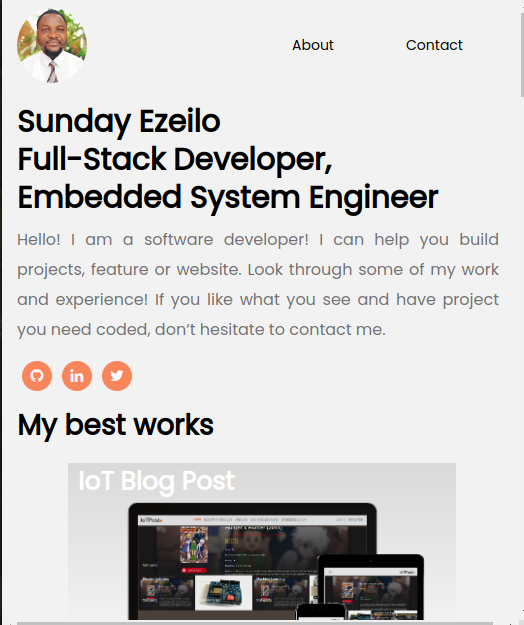 About Contact
Sunday Ezeilo
Full-Stack Developer,
Embedded System Engineer
Hello! I am a software developer! I can help you build
projects, feature or website. Look through some of my work
and experience! If you like what you see and have project
you need coded, don’t hesitate to contact me.
in
My best works
IoT Blog Post
IoTPost